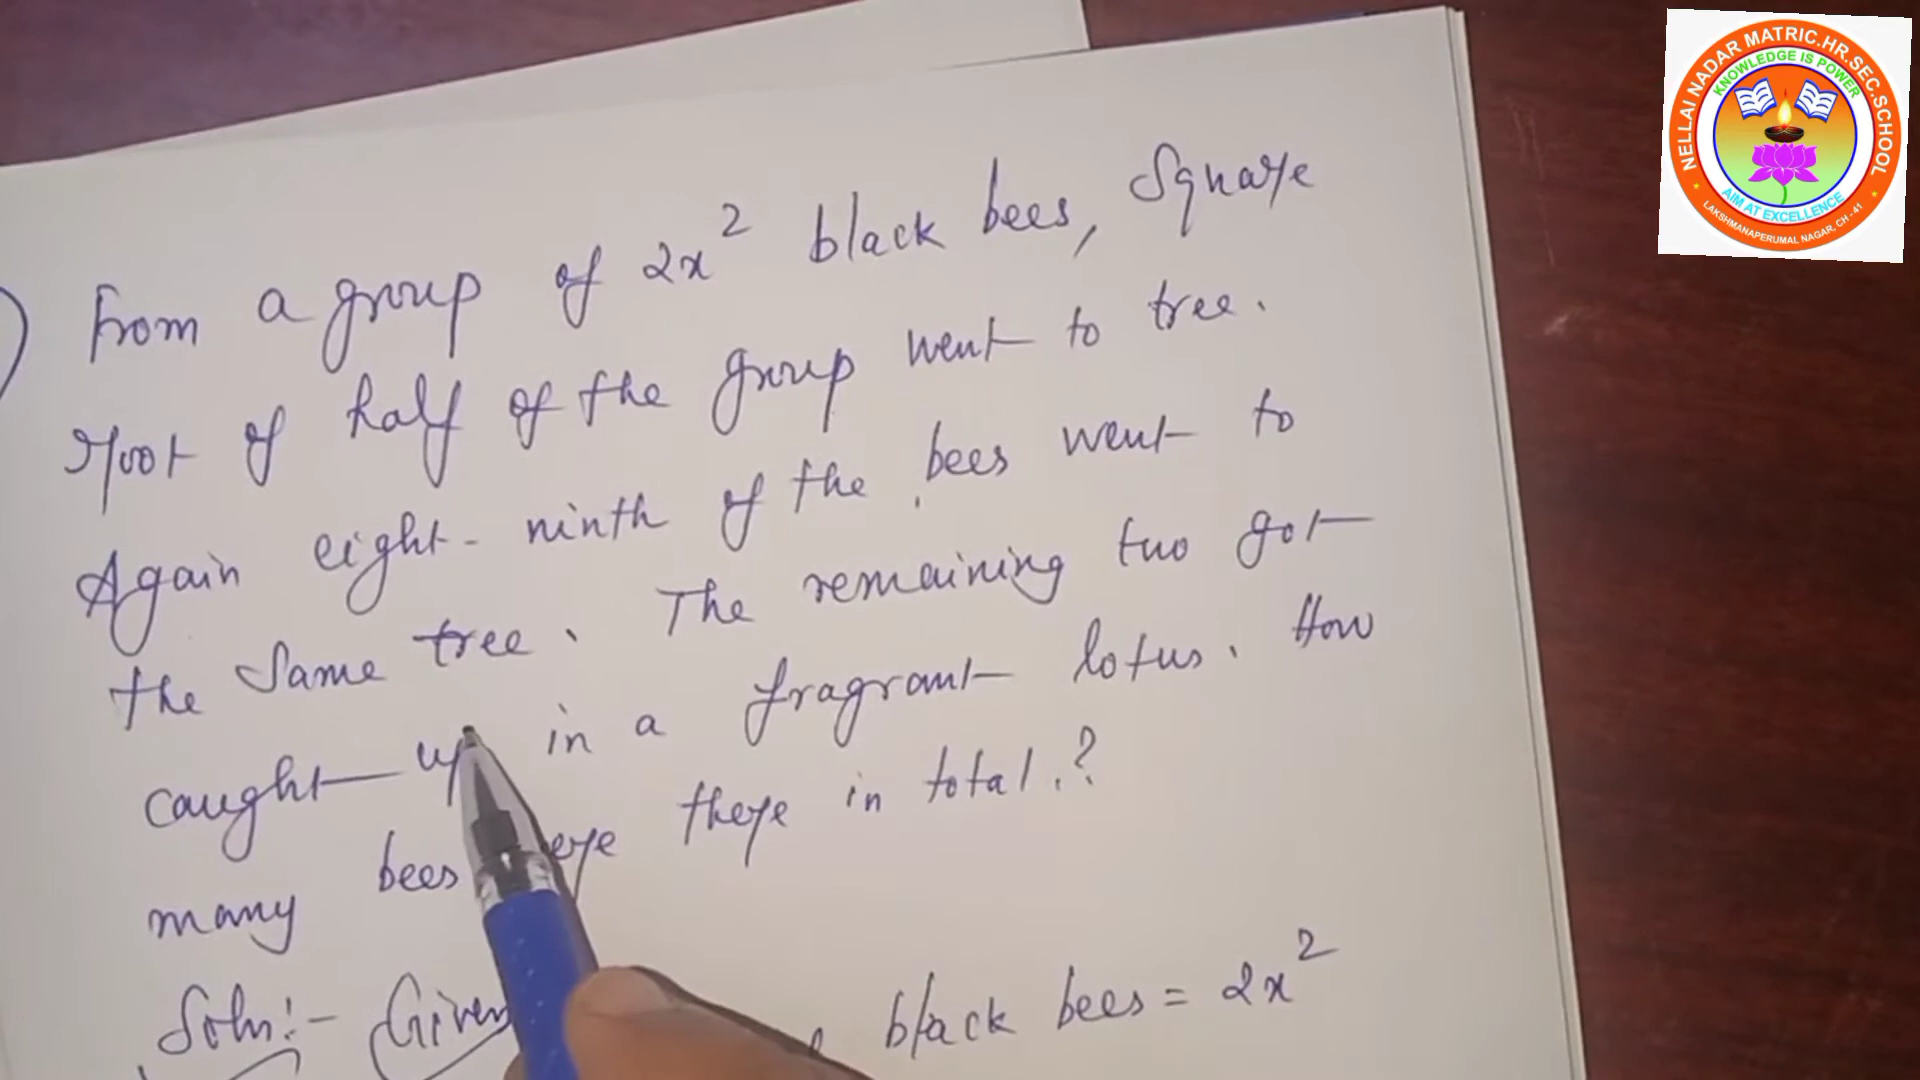 From a group of 2x² black bees, Square
root of half of the group went to tree.
Again eight-ninth of the bees went to
the Same tree. The remaining two got
caught up in a fragrant lotus. How
many bees there in total.?
Soln:- Given black bees = 2x²
NELLAI NADAR MATRIC.HR.SEC.SCHOOL
KNOWLEDGE IS POWER
AIM AT EXCELLENCE
LAKSHMANAPERUMAL NAGAR, CH - 41